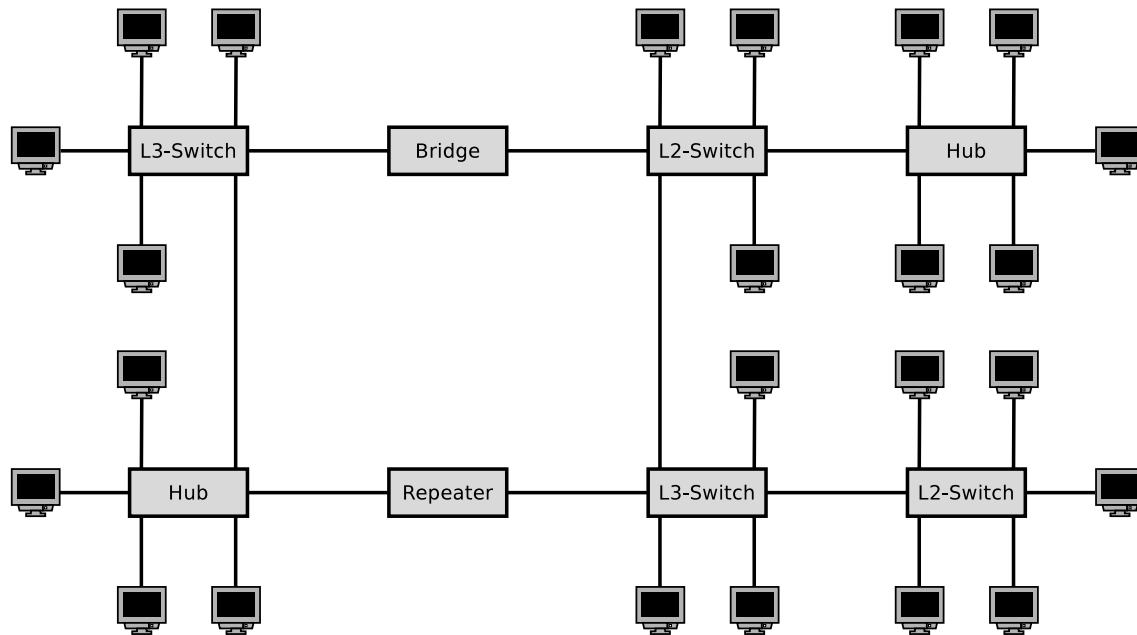 L3-Switch
Bridge
L2-Switch
Hub
Hub
Repeater
L3-Switch
L2-Switch